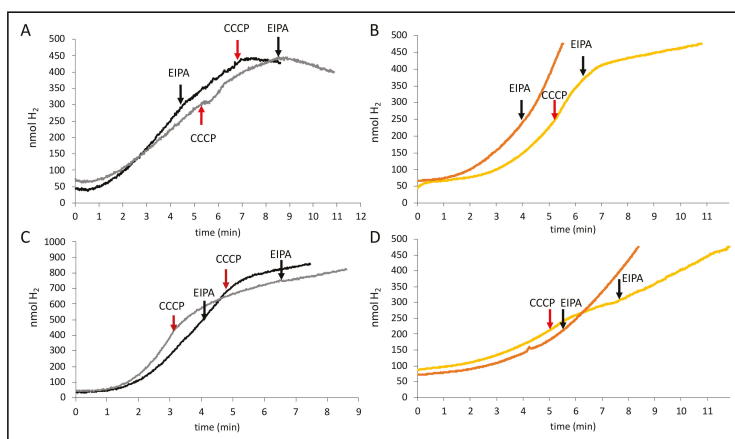 A
CCCP
EIPA
EIPA
CCCP
nmol H2
500
450
400
350
300
250
200
150
100
50
0
0 1 2 3 4 5 6 7 8 9 10 11 12
time (min)
B
EIPA
EIPA
CCCP
nmol H2
500
450
400
350
300
250
200
150
100
50
0
0 1 2 3 4 5 6 7 8 9 10 11
time (min)
C
CCCP
EIPA
EIPA
CCCP
nmol H2
1000
900
800
700
600
500
400
300
200
100
0
0 1 2 3 4 5 6 7 8 9
time (min)
D
EIPA
CCCP EIPA
nmol H2
500
450
400
350
300
250
200
150
100
50
0
0 1 2 3 4 5 6 7 8 9 10 11
time (min)